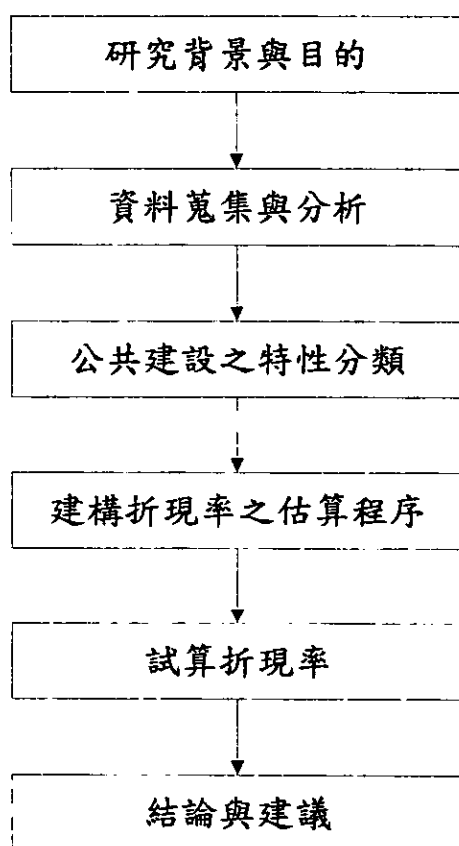 研究背景與目的
資料蒐集與分析
公共建設之特性分類
建構折現率之估算程序
試算折現率
結論與建議